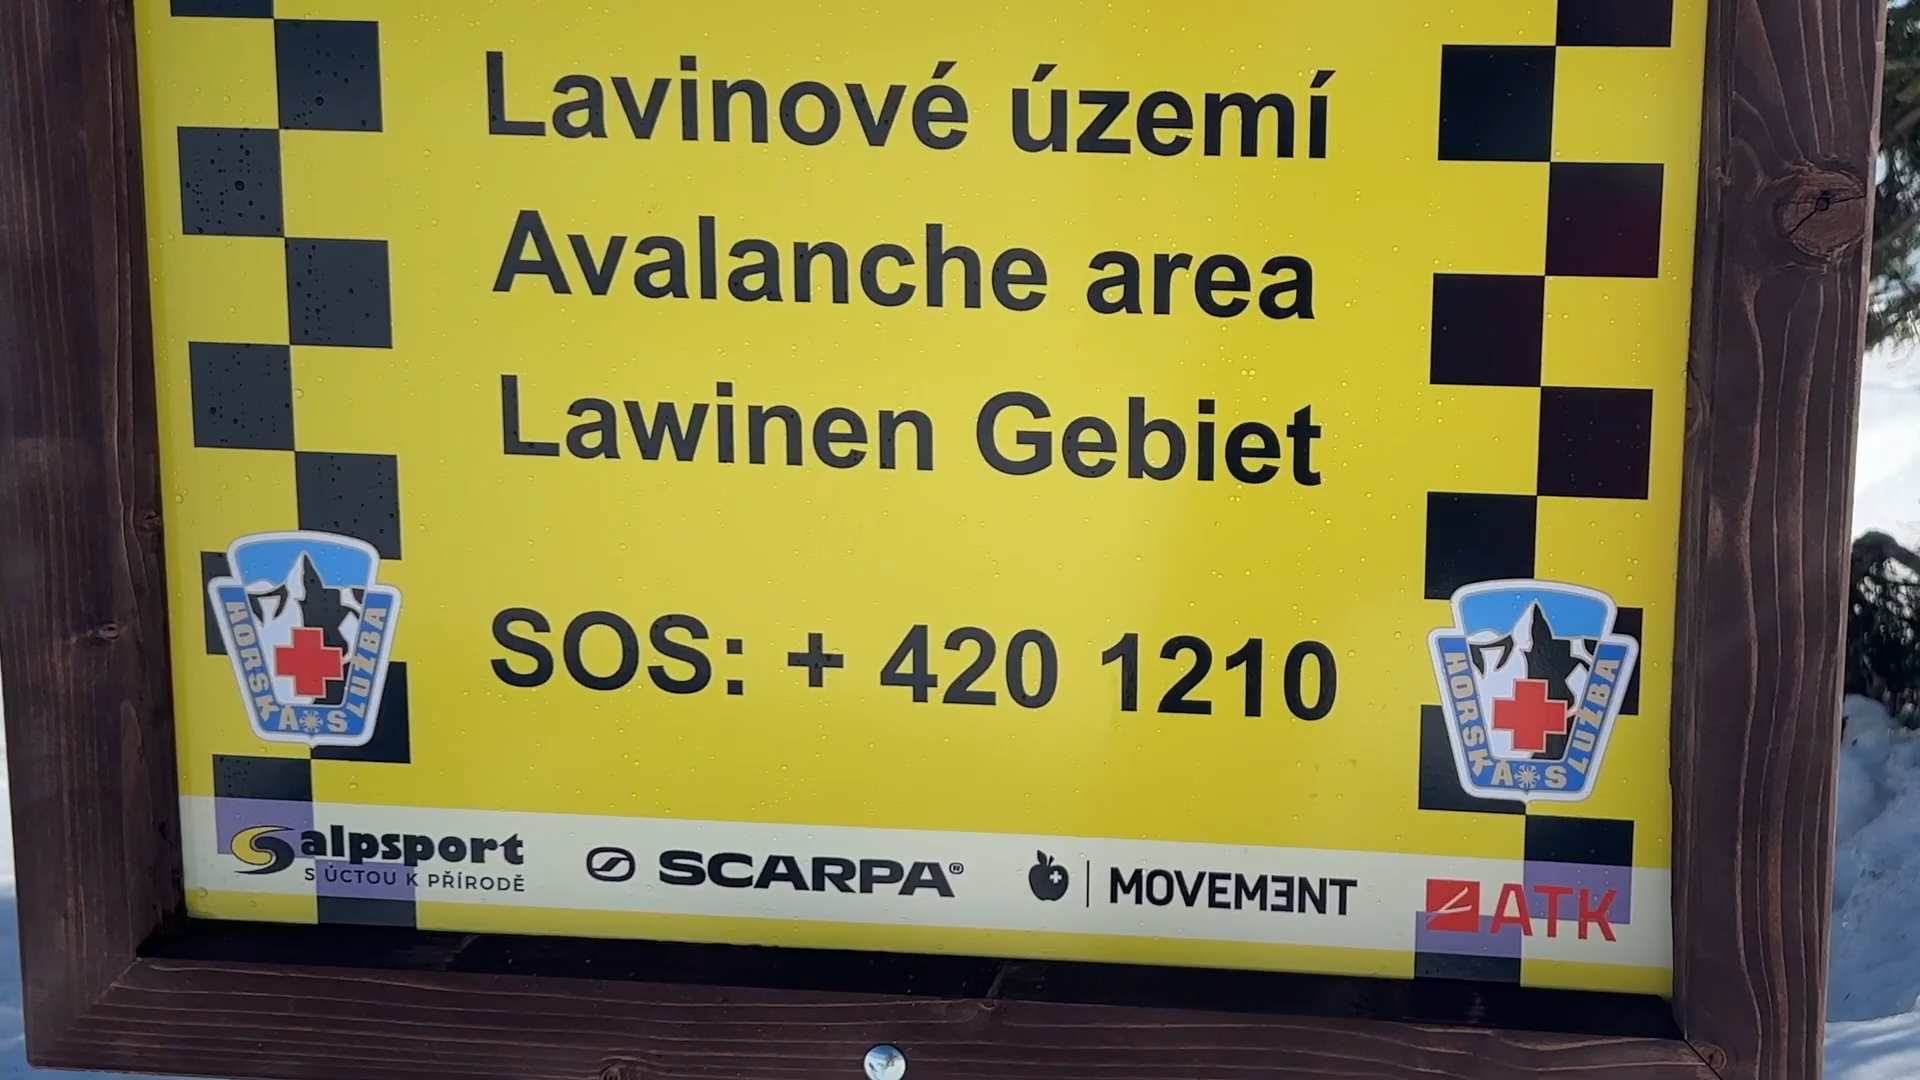 Lavinové území
Avalanche area
Lawinen Gebiet
SOS: + 420 1210
HORSKÁ SLUŽBA
HORSKÁ SLUŽBA
alpsport
S ÚCTOU K PŘÍRODĚ
SCARPA®
MOVEMƎNT
ATK